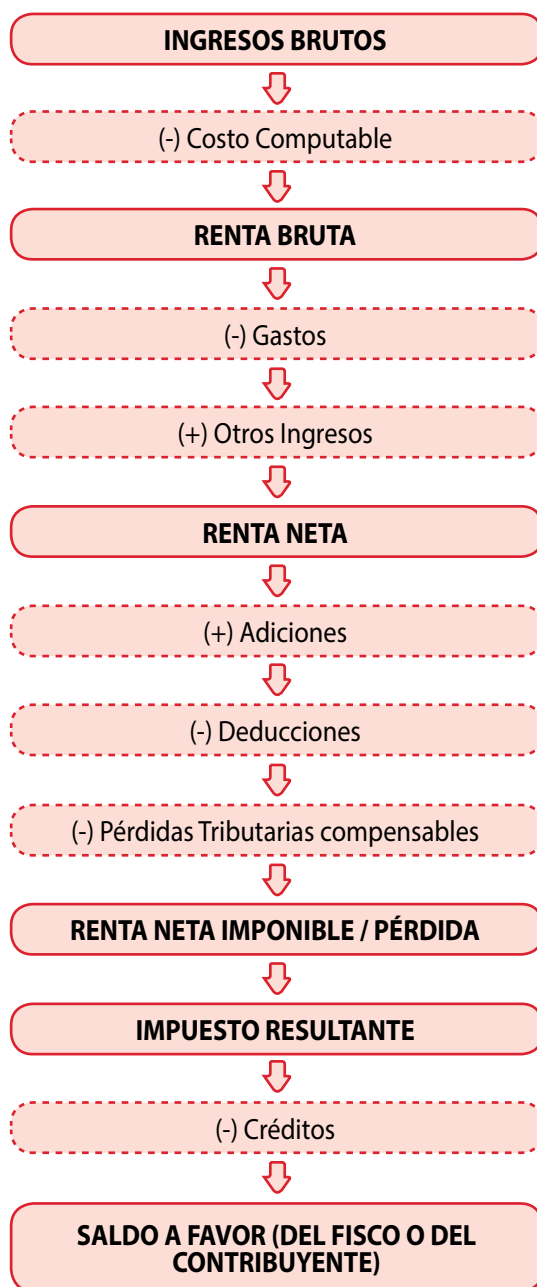 INGRESOS BRUTOS
(-) Costo Computable
RENTA BRUTA
(-) Gastos
(+) Otros Ingresos
RENTA NETA
(+) Adiciones
(-) Deducciones
(-) Pérdidas Tributarias compensables
RENTA NETA IMPONIBLE / PÉRDIDA
IMPUESTO RESULTANTE
(-) Créditos
SALDO A FAVOR (DEL FISCO O DEL
CONTRIBUYENTE)